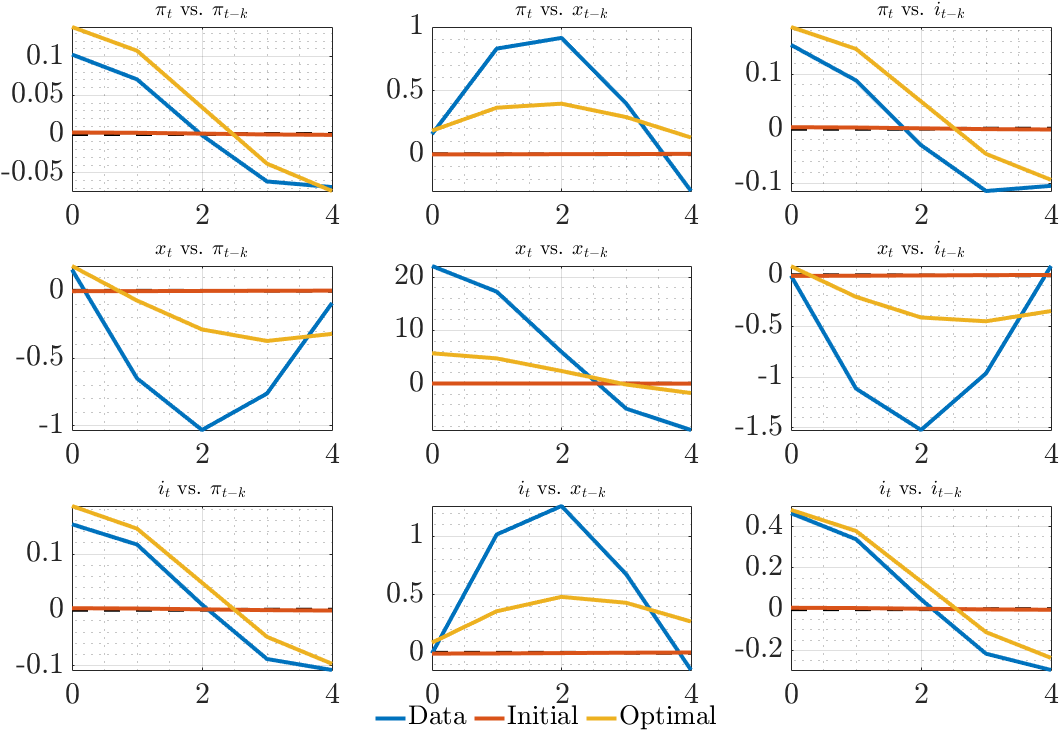 π_t vs. π_{t−k}
0.1
0.05
0
-0.05
0 2 4
π_t vs. x_{t−k}
1
0.5
0
0 2 4
π_t vs. i_{t−k}
0.1
0
-0.1
0 2 4
x_t vs. π_{t−k}
0
-0.5
-1
0 2 4
x_t vs. x_{t−k}
20
10
0
0 2 4
x_t vs. i_{t−k}
0
-0.5
-1
-1.5
0 2 4
i_t vs. π_{t−k}
0.1
0
-0.1
0 2 4
i_t vs. x_{t−k}
1
0.5
0
0 2 4
i_t vs. i_{t−k}
0.4
0.2
0
-0.2
0 2 4
Data Initial Optimal